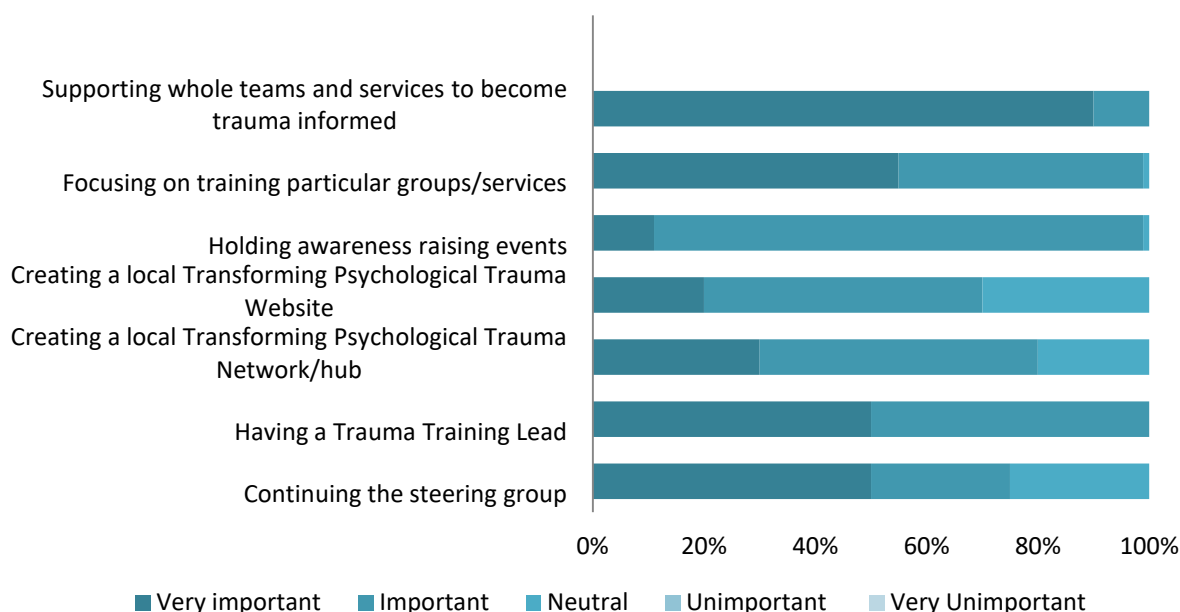 Supporting whole teams and services to become
trauma informed
Focusing on training particular groups/services
Holding awareness raising events
Creating a local Transforming Psychological Trauma
Website
Creating a local Transforming Psychological Trauma
Network/hub
Having a Trauma Training Lead
Continuing the steering group
0% 20% 40% 60% 80% 100%
Very important Important Neutral Unimportant Very Unimportant